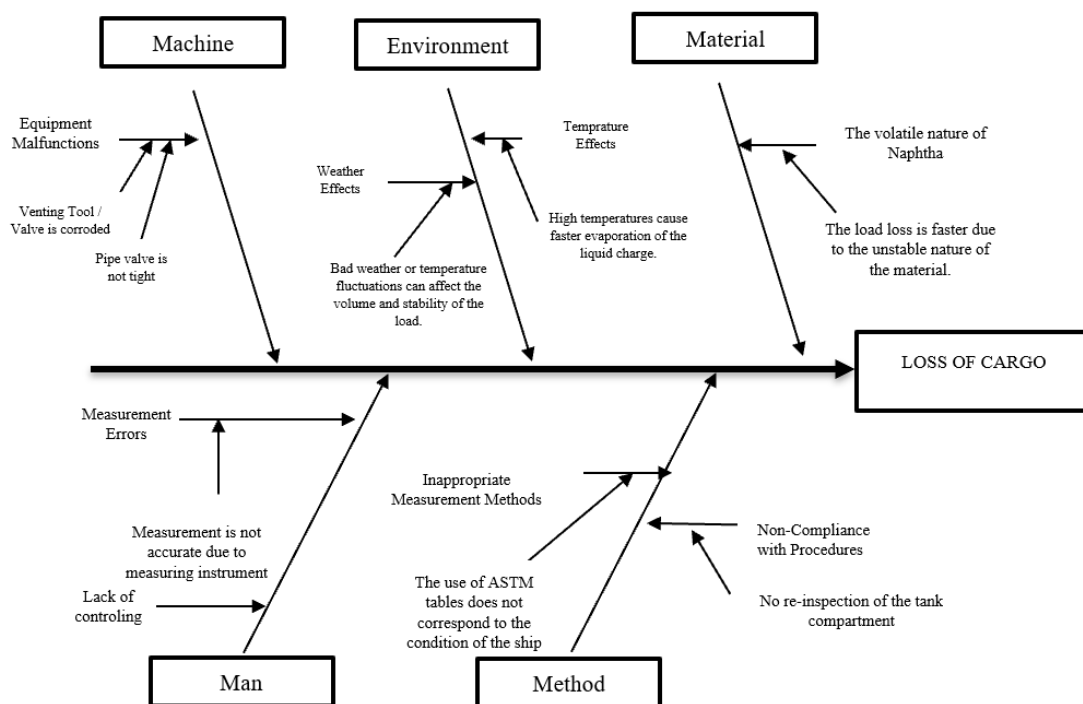 Machine
Environment
Material
Equipment
Malfunctions
Venting Tool /
Valve is corroded
Pipe valve is
not tight
Weather
Effects
Bad weather or temperature
fluctuations can affect the
volume and stability of the
load.
Temprature
Effects
High temperatures cause
faster evaporation of the
liquid charge.
The volatile nature of
Naphtha
The load loss is faster due
to the unstable nature of
the material.
LOSS OF CARGO
Measurement
Errors
Measurement is not
accurate due to
measuring instrument
Lack of
controling
Inappropriate
Measurement Methods
The use of ASTM
tables does not
correspond to the
condition of the ship
Non-Compliance
with Procedures
No re-inspection of the tank
compartment
Man
Method